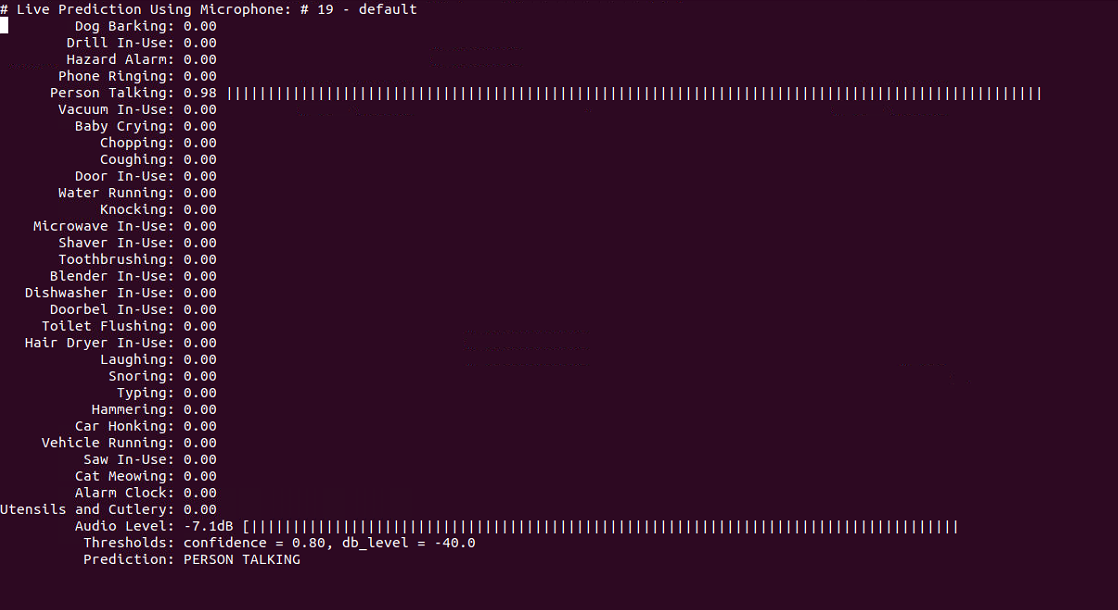 # Live Prediction Using Microphone: # 19 - default
Dog Barking: 0.00
Drill In-Use: 0.00
Hazard Alarm: 0.00
Phone Ringing: 0.00
Person Talking: 0.98 ||||||||||||||||||||||||||||||||||||||||||||||||||||||||||||||||||||||||||||||||||||||||||||||||||
Vacuum In-Use: 0.00
Baby Crying: 0.00
Chopping: 0.00
Coughing: 0.00
Door In-Use: 0.00
Water Running: 0.00
Knocking: 0.00
Microwave In-Use: 0.00
Shaver In-Use: 0.00
Toothbrushing: 0.00
Blender In-Use: 0.00
Dishwasher In-Use: 0.00
Doorbel In-Use: 0.00
Toilet Flushing: 0.00
Hair Dryer In-Use: 0.00
Laughing: 0.00
Snoring: 0.00
Typing: 0.00
Hammering: 0.00
Car Honking: 0.00
Vehicle Running: 0.00
Saw In-Use: 0.00
Cat Meowing: 0.00
Alarm Clock: 0.00
Utensils and Cutlery: 0.00
Audio Level: -7.1dB [|||||||||||||||||||||||||||||||||||||||||||||||||||||||||||||||||||||||||||||||||||||
Thresholds: confidence = 0.80, db_level = -40.0
Prediction: PERSON TALKING